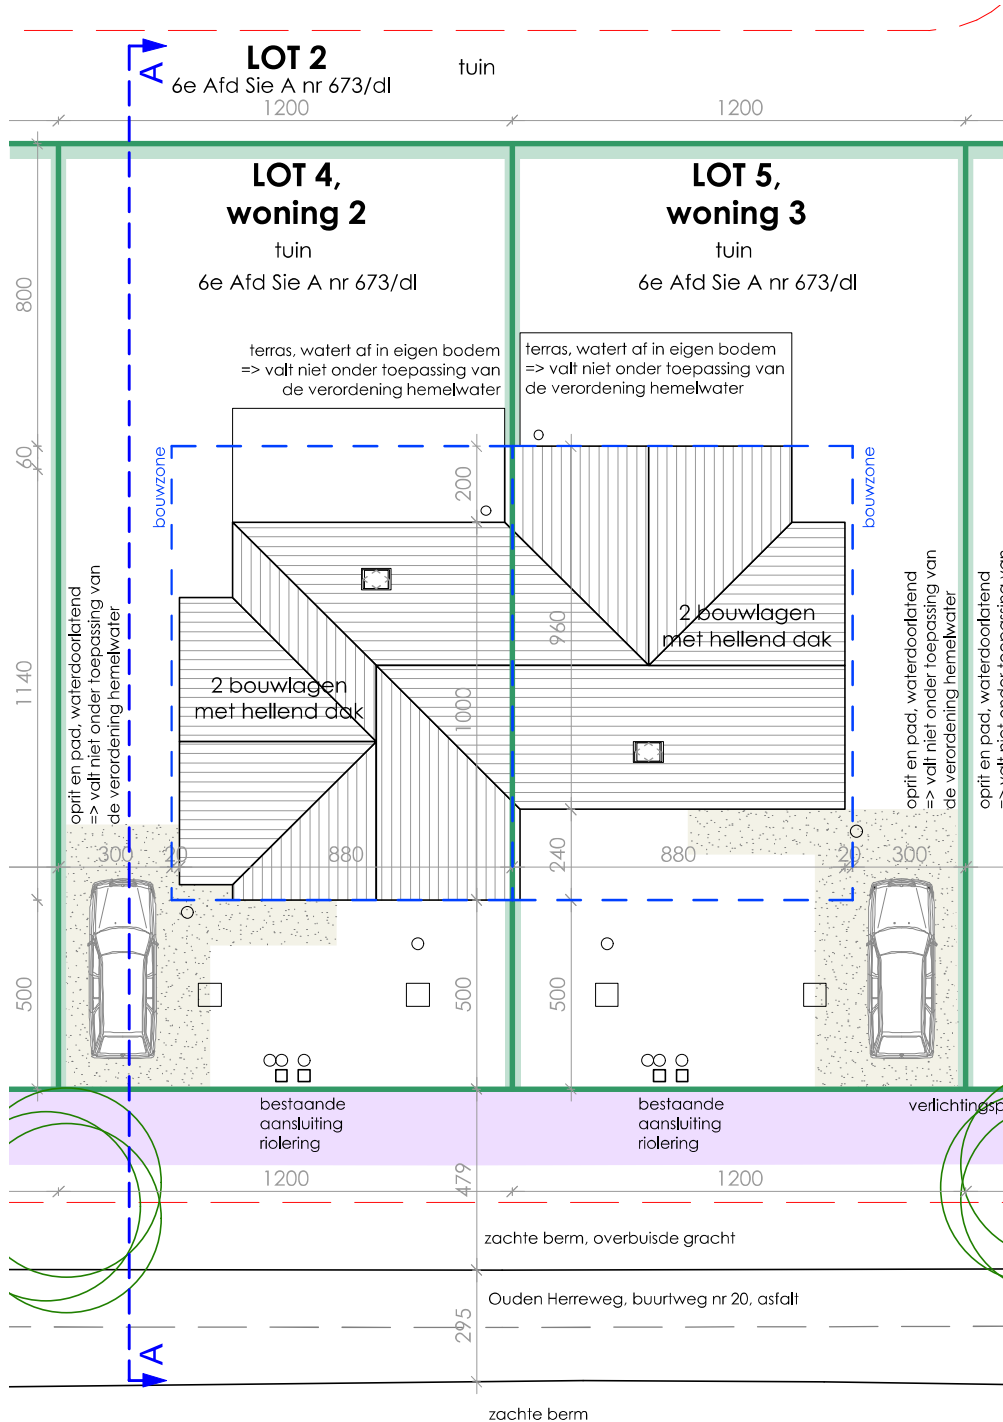 LOT 2
6e Afd Sie A nr 673/dl
tuin
A
1200
1200
LOT 4,
woning 2
tuin
6e Afd Sie A nr 673/dl
LOT 5,
woning 3
tuin
6e Afd Sie A nr 673/dl
800
terras, watert af in eigen bodem
=> valt niet onder toepassing van
de verordening hemelwater
terras, watert af in eigen bodem
=> valt niet onder toepassing van
de verordening hemelwater
60
bouwzone
200
bouwzone
oprit en pad, waterdoorlatend
=> valt niet onder toepassing van
de verordening hemelwater
1140
2 bouwlagen
met hellend dak
960
1000
2 bouwlagen
met hellend dak
oprit en pad, waterdoorlatend
=> valt niet onder toepassing van
de verordening hemelwater
oprit en pad, waterdoorlatend
=> valt niet onder toepassing van
300
20
880
240
880
20
300
500
500
500
bestaande
aansluiting
riolering
bestaande
aansluiting
riolering
verlichtingsp
1200
479
1200
zachte berm, overbuisde gracht
Ouden Herreweg, buurtweg nr 20, asfalt
295
A
zachte berm